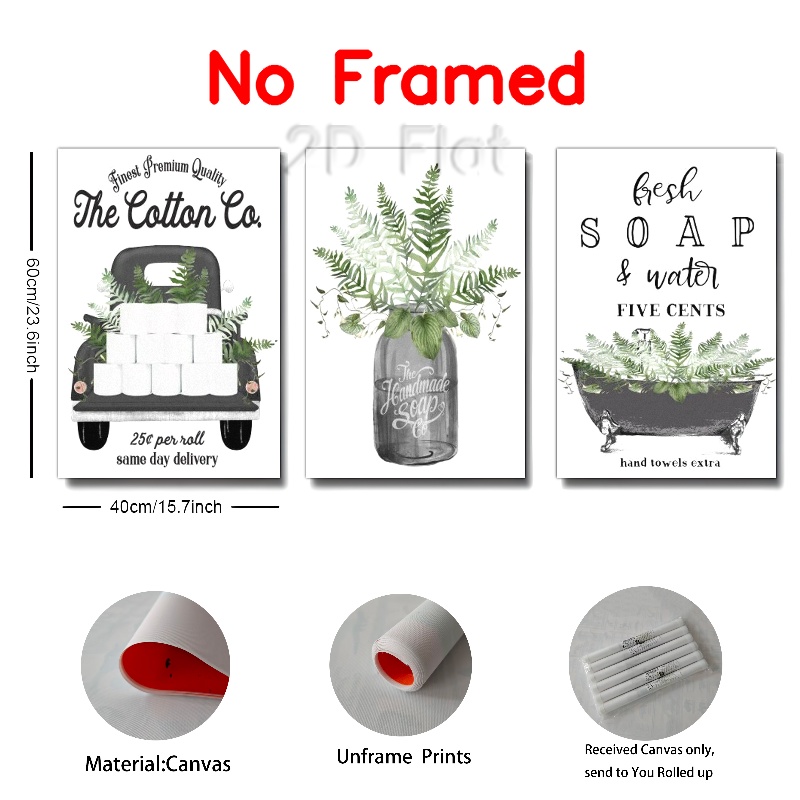 No Framed
2D Flat
Finest Premium Quality
The Cotton Co.
25¢ per roll
same day delivery
The
Handmade
Soap
Co
fresh
SOAP
& water
FIVE CENTS
hand towels extra
60cm/23.6inch
40cm/15.7inch
Material:Canvas
Unframe Prints
Received Canvas only,
send to You Rolled up